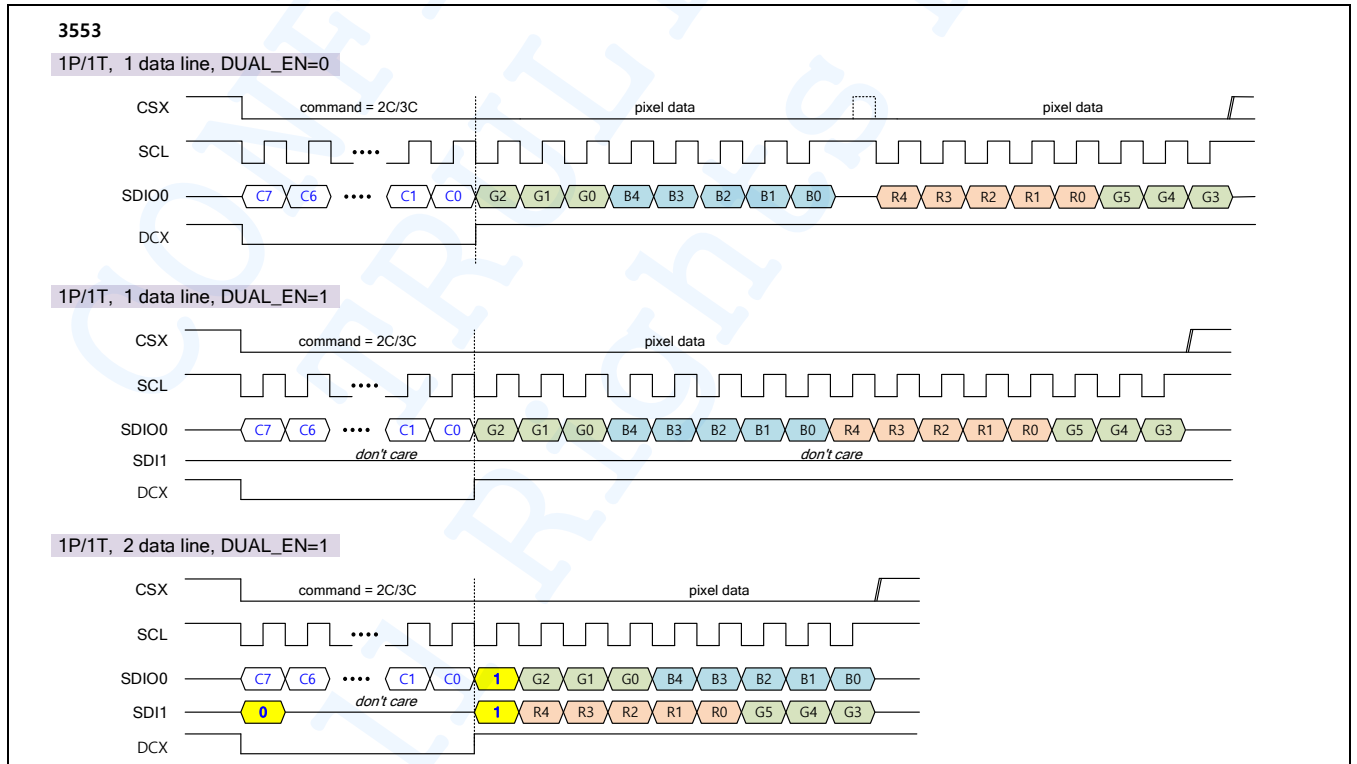 3553
1P/1T, 1 data line, DUAL_EN=0
CSX command = 2C/3C pixel data pixel data
SCL ••••
SDIO0 C7 C6 •••• C1 C0 G2 G1 G0 B4 B3 B2 B1 B0 R4 R3 R2 R1 R0 G5 G4 G3
DCX
1P/1T, 1 data line, DUAL_EN=1
CSX command = 2C/3C pixel data
SCL ••••
SDIO0 C7 C6 •••• C1 C0 G2 G1 G0 B4 B3 B2 B1 B0 R4 R3 R2 R1 R0 G5 G4 G3
SDI1 don't care don't care
DCX
1P/1T, 2 data line, DUAL_EN=1
CSX command = 2C/3C pixel data
SCL ••••
SDIO0 C7 C6 •••• C1 C0 1 G2 G1 G0 B4 B3 B2 B1 B0
SDI1 0 don't care 1 R4 R3 R2 R1 R0 G5 G4 G3
DCX